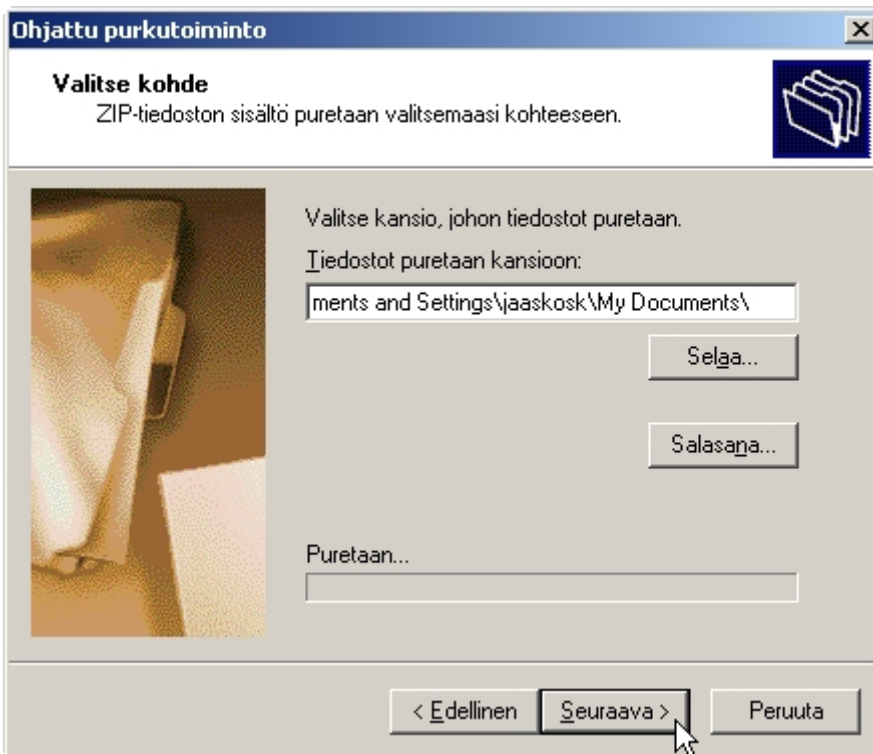 Ohjattu purkutoiminto
Valitse kohde
ZIP-tiedoston sisältö puretaan valitsemaasi kohteeseen.
Valitse kansio, johon tiedostot puretaan.
Tiedostot puretaan kansioon:
ments and Settings\jaaskosk\My Documents\
Selaa...
Salasana...
Puretaan...
< Edellinen
Seuraava >
Peruuta